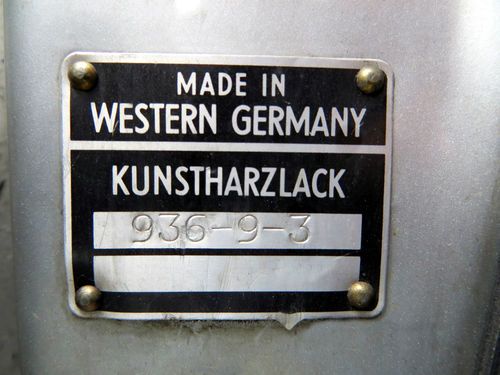 MADE IN
WESTERN GERMANY
KUNSTHARZLACK
936-9-3